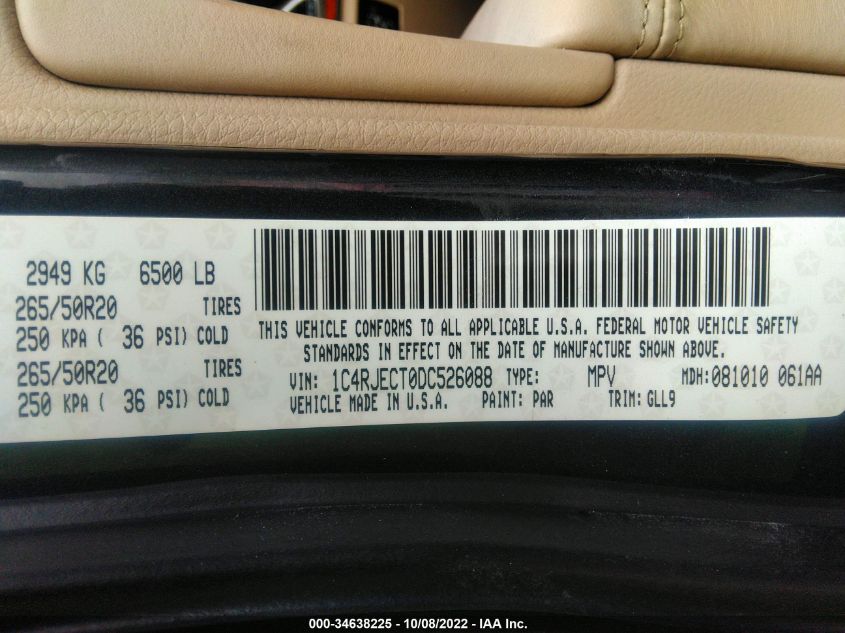 2949 KG 6500 LB
265/50R20 TIRES
250 KPA ( 36 PSI) COLD
265/50R20 TIRES
250 KPA ( 36 PSI) COLD
THIS VEHICLE CONFORMS TO ALL APPLICABLE U.S.A. FEDERAL MOTOR VEHICLE SAFETY
STANDARDS IN EFFECT ON THE DATE OF MANUFACTURE SHOWN ABOVE.
VIN: 1C4RJECT0DC526088 TYPE: MPV MDH:081010 061AA
VEHICLE MADE IN U.S.A. PAINT: PAR TRIM: GLL9
000-34638225 - 10/08/2022 - IAA Inc.